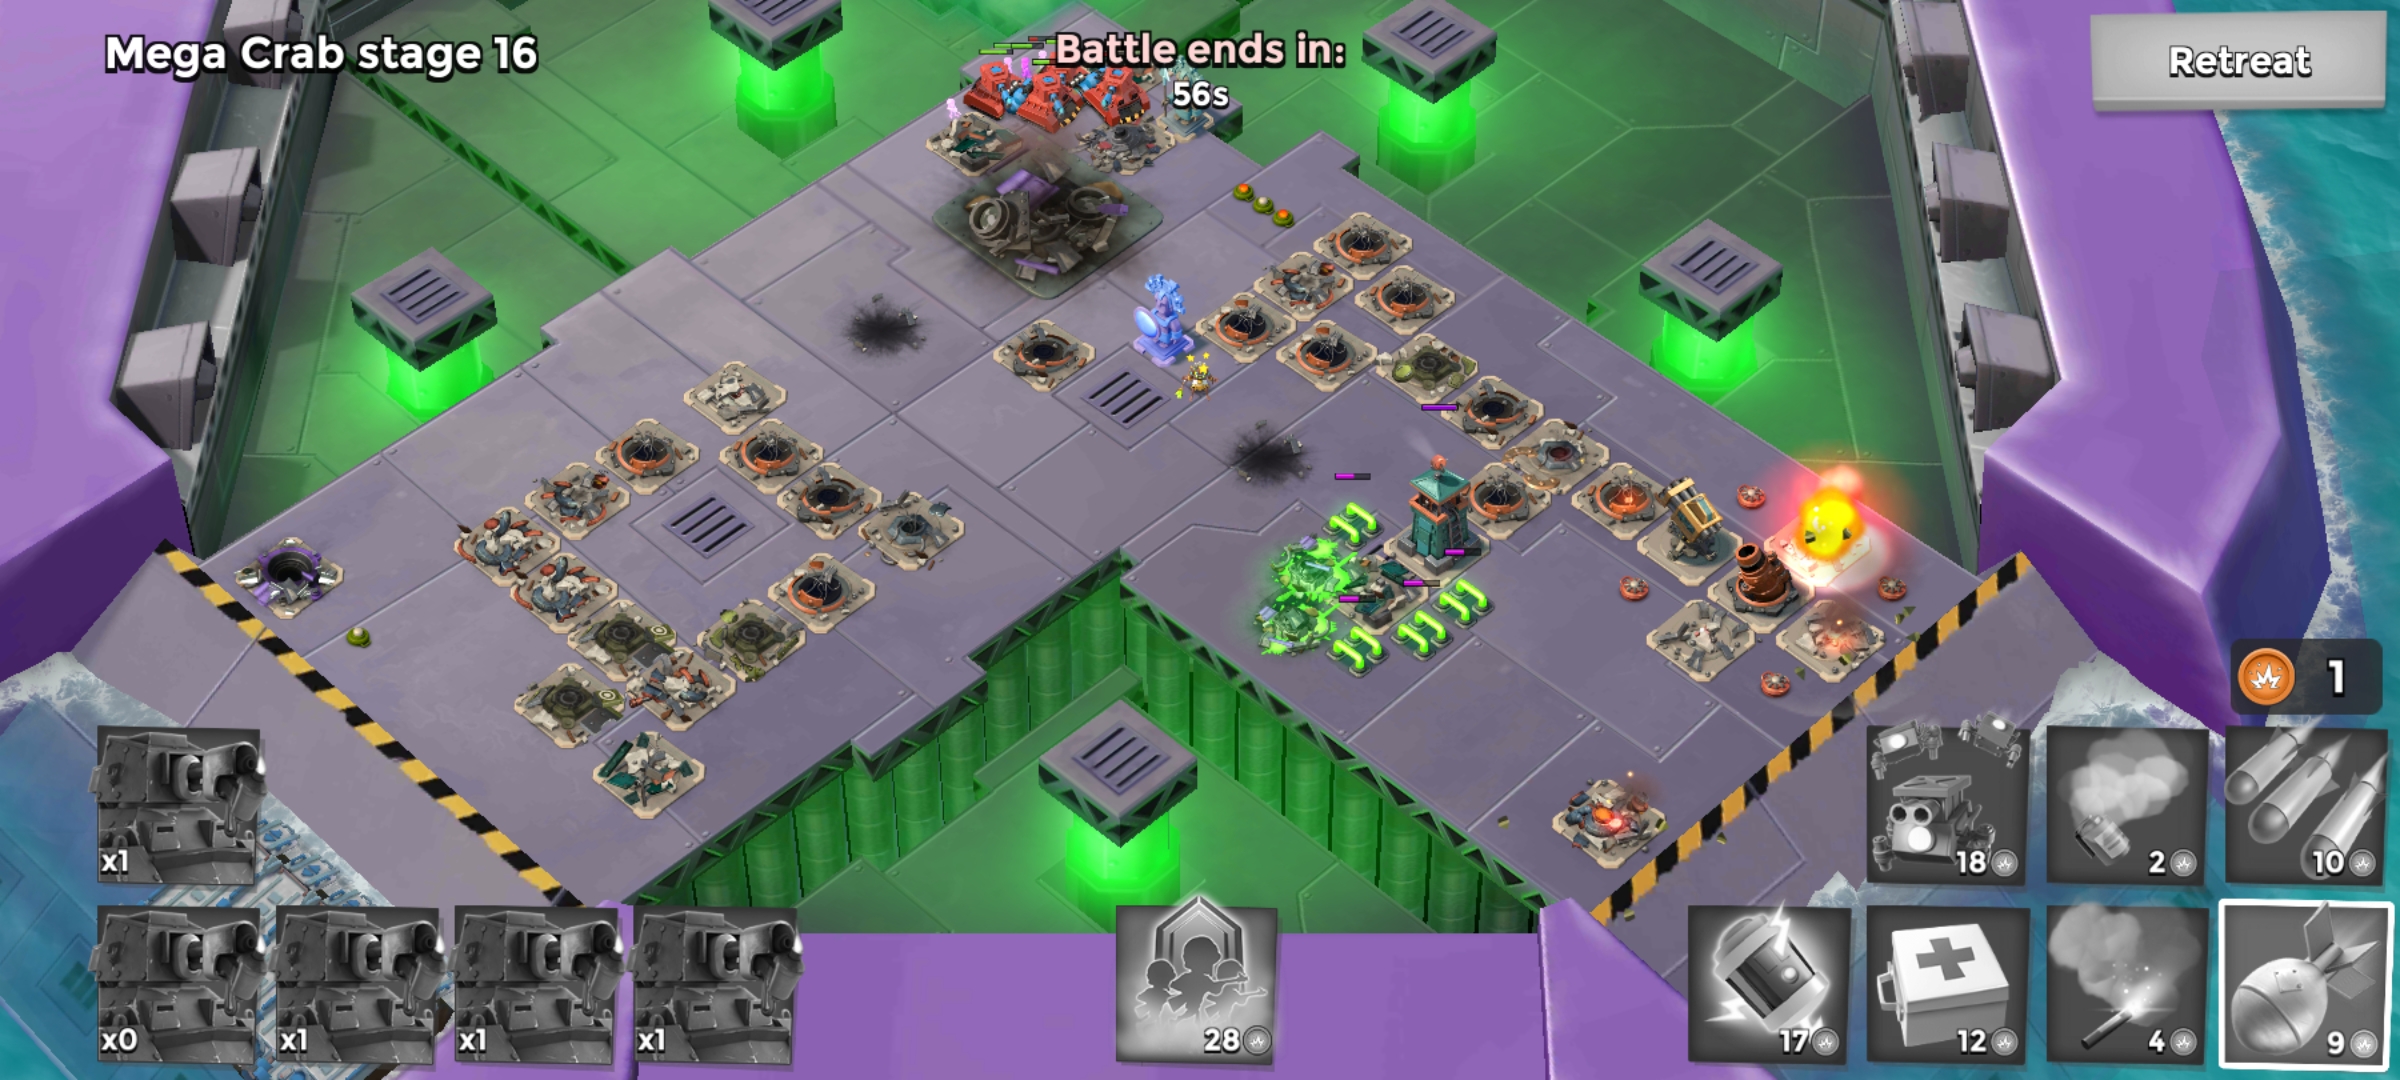 Mega Crab stage 16
Battle ends in:
56s
Retreat
1
x1
18
2
10
x0
x1
x1
x1
28
17
12
4
9